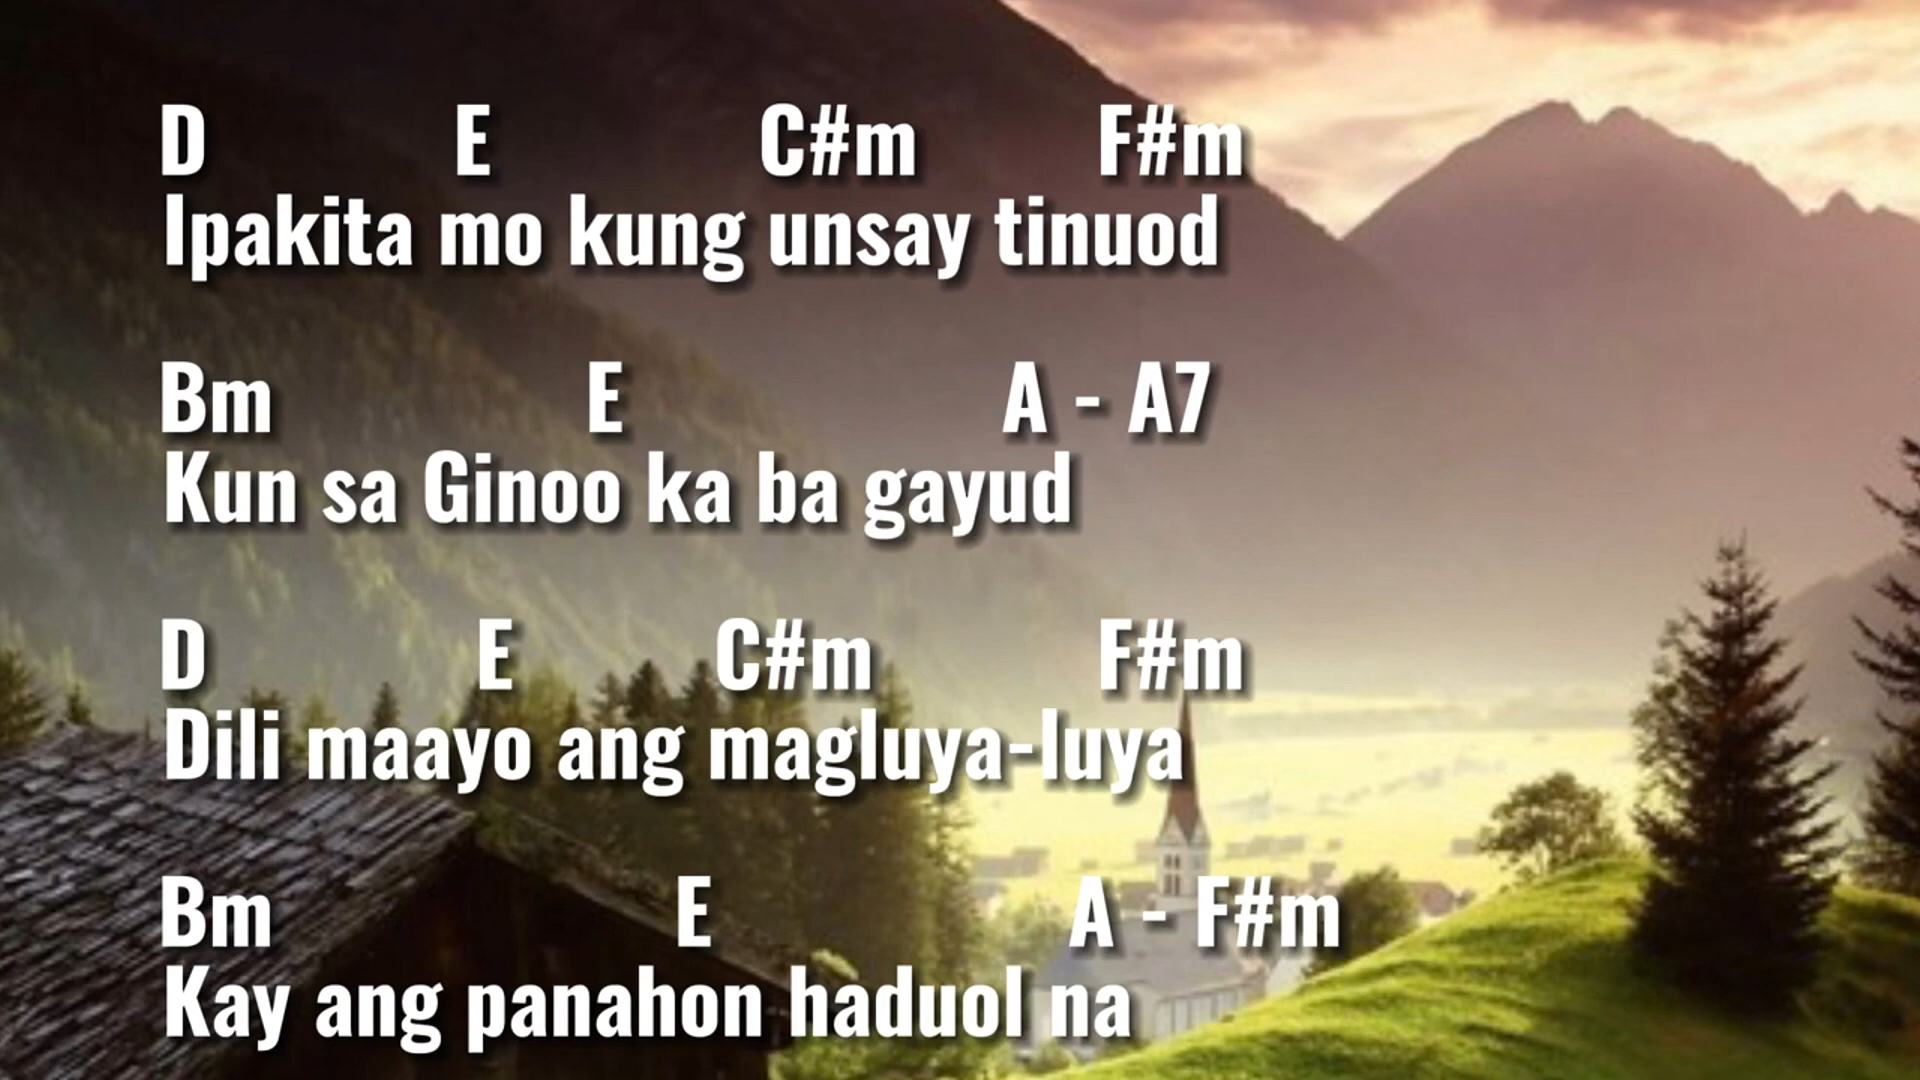 D E C#m F#m
Ipakita mo kung unsay tinuod
Bm E A - A7
Kun sa Ginoo ka ba gayud
D E C#m F#m
Dili maayo ang magluya-luya
Bm E A - F#m
Kay ang panahon haduol na